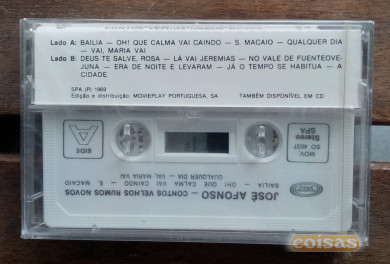 Lado A: BAILIA — OH! QUE CALMA VAI CAINDO — S. MACAIO — QUALQUER DIA
— VAI, MARIA VAI
Lado B: DEUS TE SALVE, ROSA — LÁ VAI JEREMIAS — NO VALE DE FUENTEOVE-
JUNA — ERA DE NOITE E LEVARAM — JÁ O TEMPO SE HABITUA — A
CIDADE
SPA (P) 1969
Edição e distribuição: MOVIEPLAY PORTUGUESA, SA. TAMBÉM DISPONÍVEL EM CD
JOSÉ AFONSO — CONTOS VELHOS RUMOS NOVOS
BAILIA — OH! QUE CALMA VAI CAINDO — S. MACAIO
QUALQUER DIA — VAI, MARIA VAI
A
SIDE
MOV.
SO 4037
Stereo
SPA
coisas